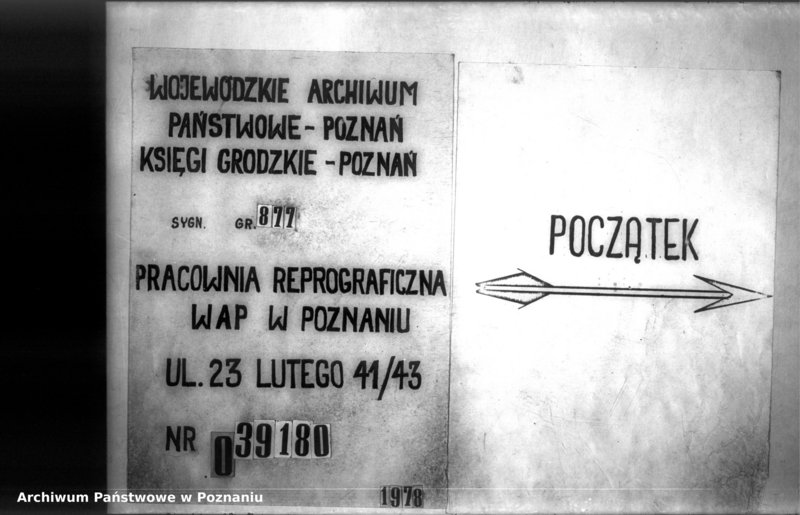 WOJEWÓDZKIE ARCHIWUM
PAŃSTWOWE - POZNAŃ
KSIĘGI GRODZKIE - POZNAŃ
SYGN. GR. 877
PRACOWNIA REPROGRAFICZNA
WAP W POZNANIU
UL. 23 LUTEGO 41/43
NR 039180
1978
POCZĄTEK
Archiwum Państwowe w Poznaniu